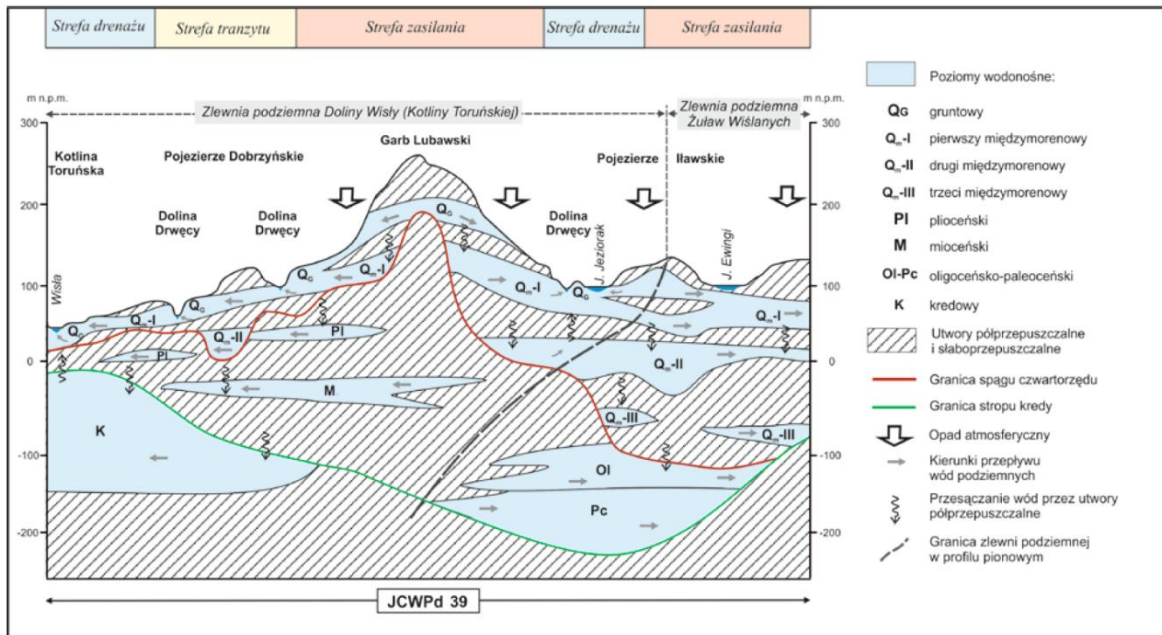 Strefa drenażu
Strefa tranzytu
Strefa zasilania
Strefa drenażu
Strefa zasilania
m n.p.m.
m n.p.m.
Zlewnia podziemna Doliny Wisły (Kotliny Toruńskiej)
Zlewnia podziemna
Żuław Wiślanych
300
200
100
0
-100
-200
300
200
100
0
-100
-200
Kotlina
Toruńska
Pojezierze Dobrzyńskie
Garb Lubawski
Pojezierze
Iławskie
Dolina
Drwęcy
Dolina
Drwęcy
Dolina
Drwęcy
Wisła
J. Jeziorak
J. Ewingi
QG
QG
QG
QG
QG
Qm-I
Qm-I
Qm-I
Qm-I
Qm-II
Qm-II
Qm-III
Qm-III
Pl
Pl
M
K
Ol
Pc
JCWPd 39
Poziomy wodonośne:
QG gruntowy
Qm-I pierwszy międzymorenowy
Qm-II drugi międzymorenowy
Qm-III trzeci międzymorenowy
Pl plioceński
M mioceński
Ol-Pc oligoceńsko-paleoceński
K kredowy
Utwory półprzepuszczalne
i słaboprzepuszczalne
Granica spągu czwartorzędu
Granica stropu kredy
Opad atmosferyczny
Kierunki przepływu
wód podziemnych
Przesączanie wód przez utwory
półprzepuszczalne
Granica zlewni podziemnej
w profilu pionowym